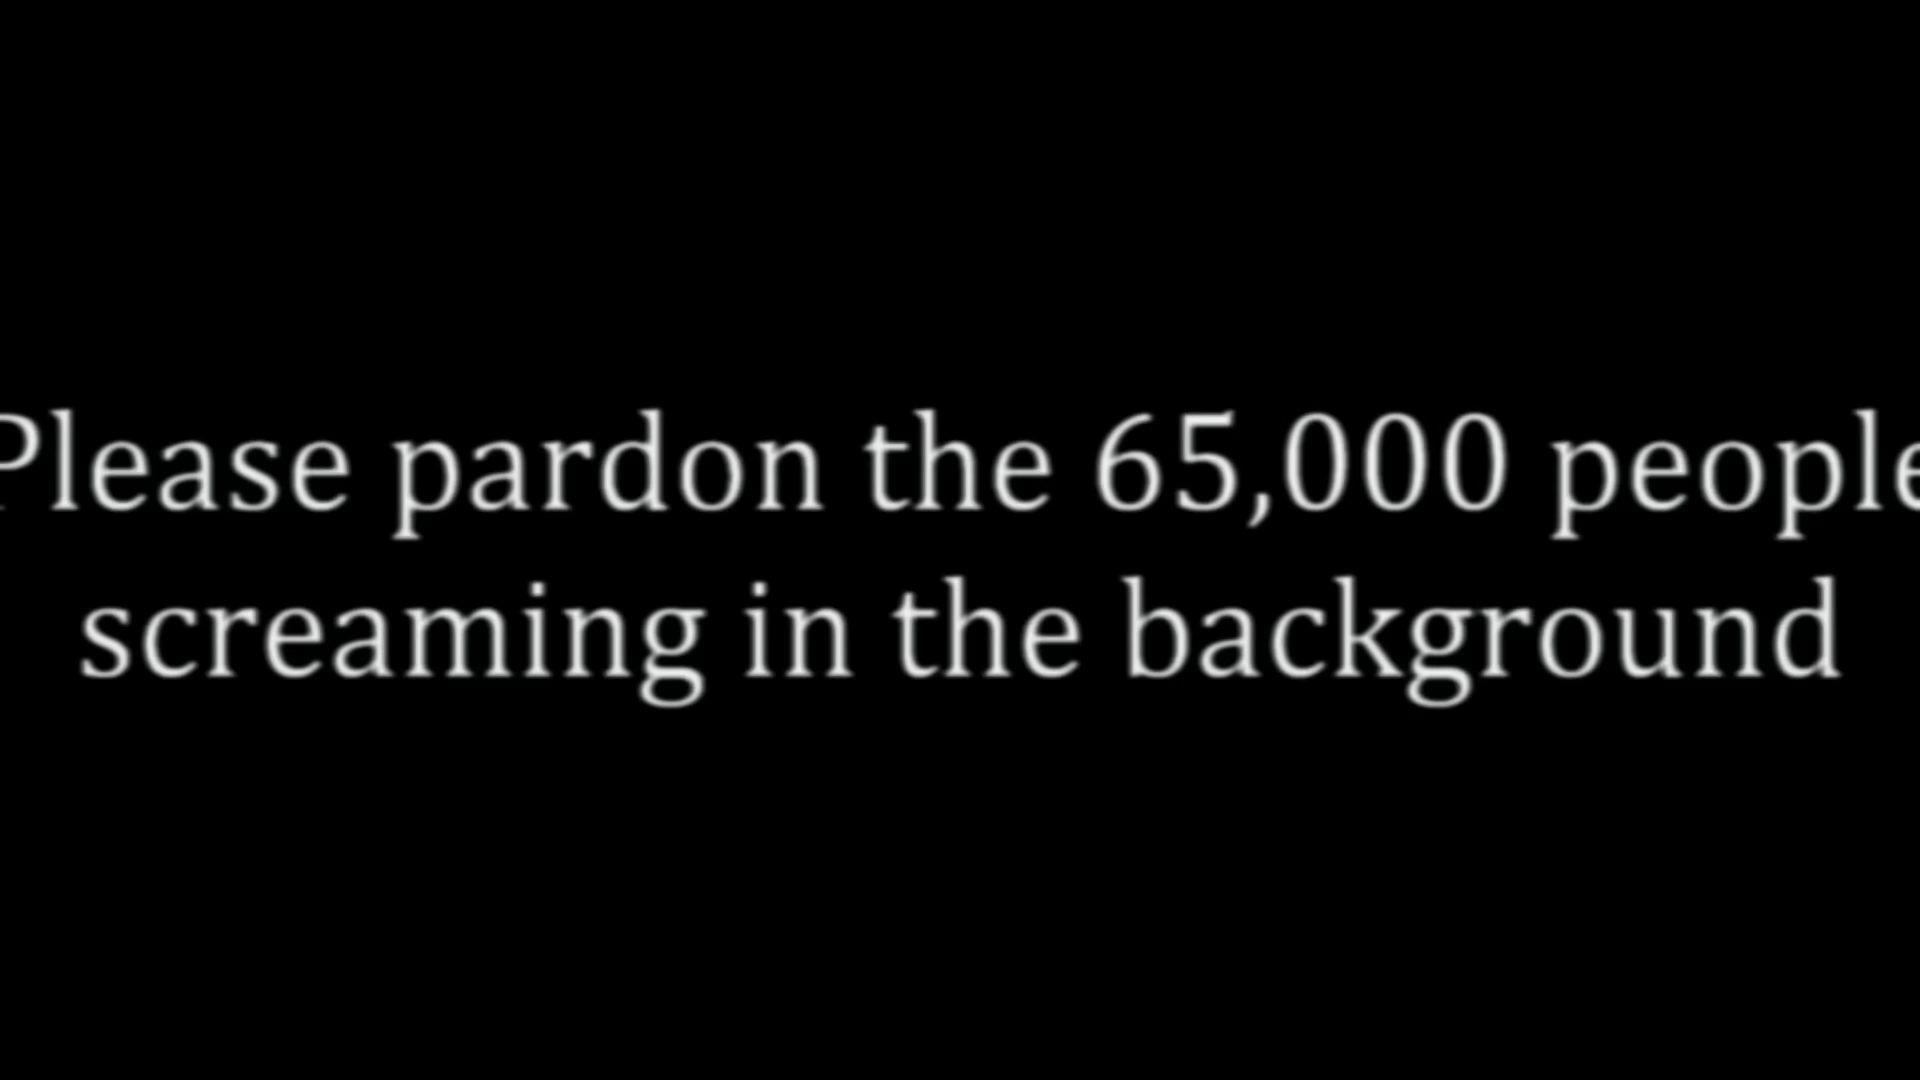 Please pardon the 65,000 people
screaming in the background